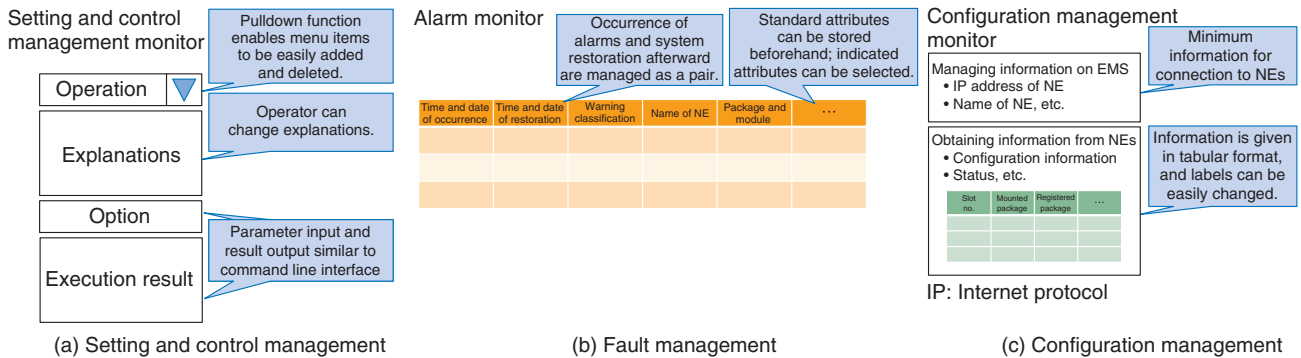 Setting and control
management monitor
Pulldown function
enables menu items
to be easily added
and deleted.
Operation
Operator can
change explanations.
Explanations
Option
Parameter input and
result output similar to
command line interface
Execution result
(a) Setting and control management
Alarm monitor
Occurrence of
alarms and system
restoration afterward
are managed as a pair.
Standard attributes
can be stored
beforehand; indicated
attributes can be selected.
Time and date
of occurrence
Time and date
of restoration
Warning
classification
Name of NE
Package and
module
…
(b) Fault management
Configuration management
monitor
Minimum
information for
connection to NEs
Managing information on EMS
• IP address of NE
• Name of NE, etc.
Obtaining information from NEs
• Configuration information
• Status, etc.
Information is given
in tabular format,
and labels can be
easily changed.
Slot
no.
Mounted
package
Registered
package
…
IP: Internet protocol
(c) Configuration management